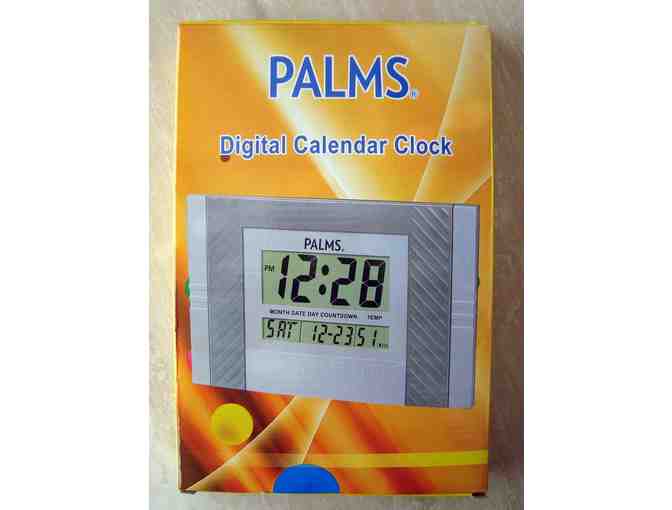 PALMS®
Digital Calendar Clock
PALMS.
PM 12:28
MONTH DATE DAY COUNTDOWN TEMP
SAT 12-23 51